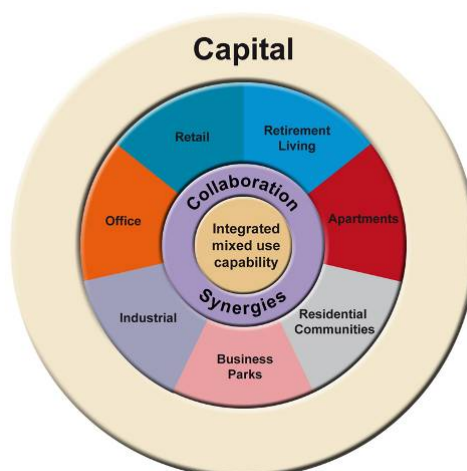 Capital
Retail
Retirement
Living
Office
Collaboration
Apartments
Integrated
mixed use
capability
Synergies
Industrial
Residential
Communities
Business
Parks